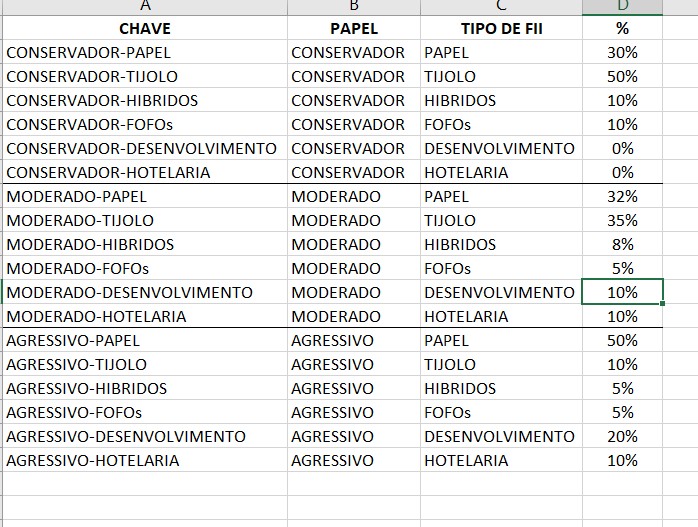 A B C D
CHAVE PAPEL TIPO DE FII %
CONSERVADOR-PAPEL CONSERVADOR PAPEL 30%
CONSERVADOR-TIJOLO CONSERVADOR TIJOLO 50%
CONSERVADOR-HIBRIDOS CONSERVADOR HIBRIDOS 10%
CONSERVADOR-FOFOs CONSERVADOR FOFOs 10%
CONSERVADOR-DESENVOLVIMENTO CONSERVADOR DESENVOLVIMENTO 0%
CONSERVADOR-HOTELARIA CONSERVADOR HOTELARIA 0%
MODERADO-PAPEL MODERADO PAPEL 32%
MODERADO-TIJOLO MODERADO TIJOLO 35%
MODERADO-HIBRIDOS MODERADO HIBRIDOS 8%
MODERADO-FOFOs MODERADO FOFOs 5%
MODERADO-DESENVOLVIMENTO MODERADO DESENVOLVIMENTO 10%
MODERADO-HOTELARIA MODERADO HOTELARIA 10%
AGRESSIVO-PAPEL AGRESSIVO PAPEL 50%
AGRESSIVO-TIJOLO AGRESSIVO TIJOLO 10%
AGRESSIVO-HIBRIDOS AGRESSIVO HIBRIDOS 5%
AGRESSIVO-FOFOs AGRESSIVO FOFOs 5%
AGRESSIVO-DESENVOLVIMENTO AGRESSIVO DESENVOLVIMENTO 20%
AGRESSIVO-HOTELARIA AGRESSIVO HOTELARIA 10%